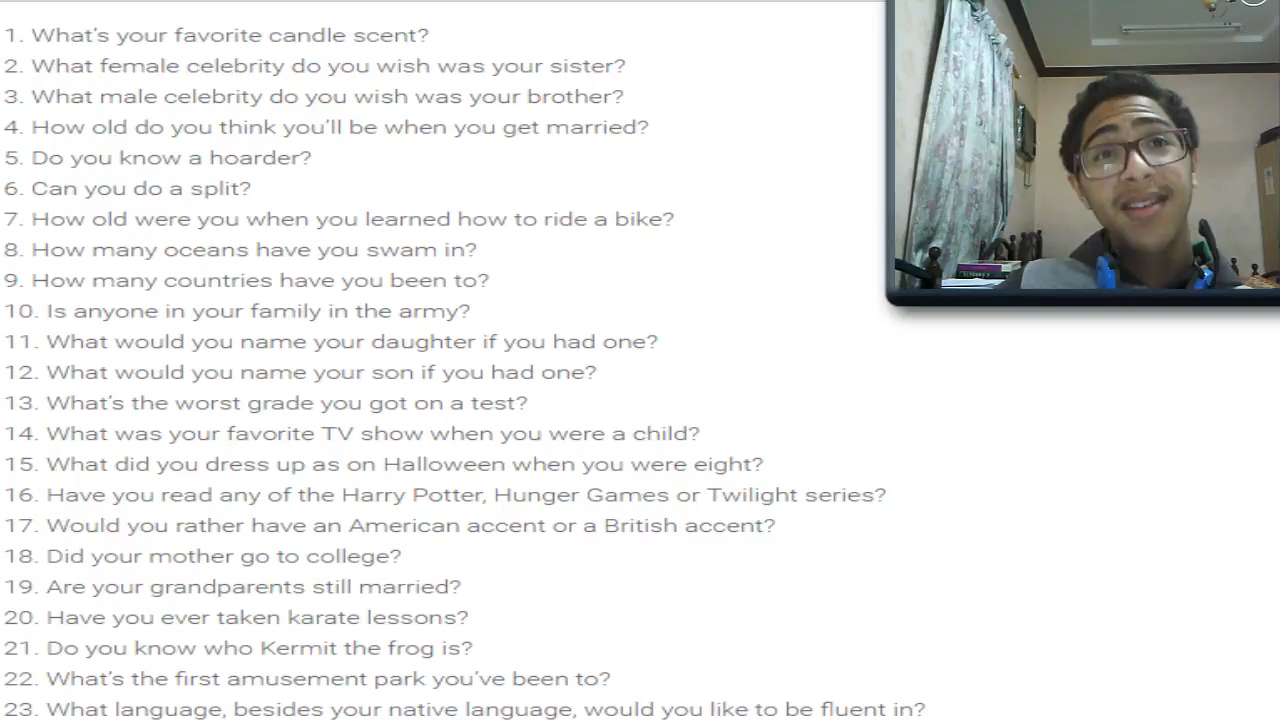 1. What's your favorite candle scent?
2. What female celebrity do you wish was your sister?
3. What male celebrity do you wish was your brother?
4. How old do you think you'll be when you get married?
5. Do you know a hoarder?
6. Can you do a split?
7. How old were you when you learned how to ride a bike?
8. How many oceans have you swam in?
9. How many countries have you been to?
10. Is anyone in your family in the army?
11. What would you name your daughter if you had one?
12. What would you name your son if you had one?
13. What's the worst grade you got on a test?
14. What was your favorite TV show when you were a child?
15. What did you dress up as on Halloween when you were eight?
16. Have you read any of the Harry Potter, Hunger Games or Twilight series?
17. Would you rather have an American accent or a British accent?
18. Did your mother go to college?
19. Are your grandparents still married?
20. Have you ever taken karate lessons?
21. Do you know who Kermit the frog is?
22. What's the first amusement park you've been to?
23. What language, besides your native language, would you like to be fluent in?